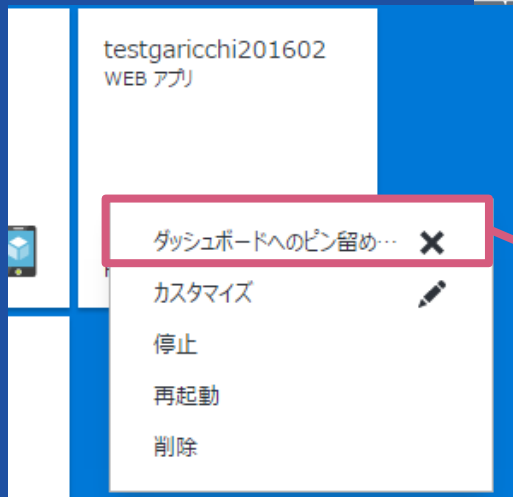 testgaricchi201602
WEB アプリ
ダッシュボードへのピン留め…
カスタマイズ
停止
再起動
削除